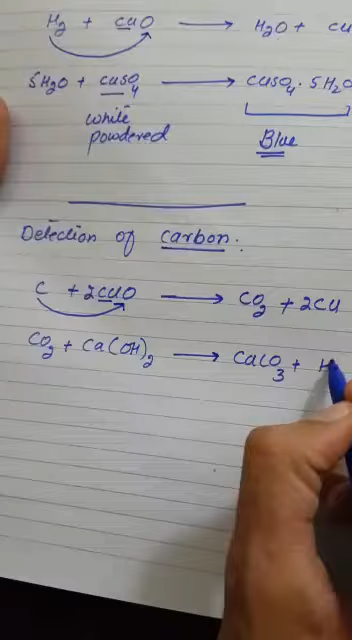 H₂ + CuO ⟶ H₂O + Cu
5H₂O + CuSO₄ ⟶ CuSO₄·5H₂O
white
powdered
Blue
Detection of carbon:
C + 2CuO ⟶ CO₂ + 2Cu
CO₂ + Ca(OH)₂ ⟶ CaCO₃ + H